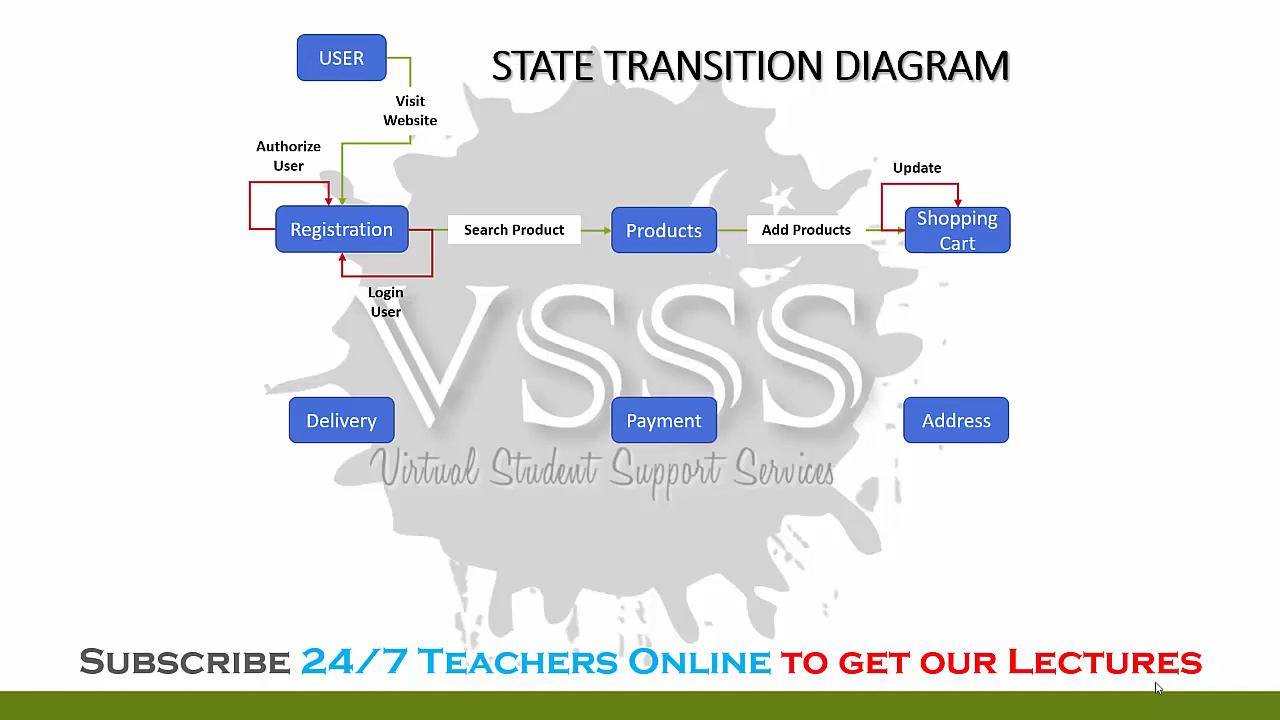 USER
STATE TRANSITION DIAGRAM
Visit
Website
Authorize
User
Update
Registration
Search Product
Products
Add Products
Shopping
Cart
Login
User
VSSS
Delivery
Payment
Address
Virtual Student Support Services
Subscribe 24/7 Teachers Online to get our Lectures